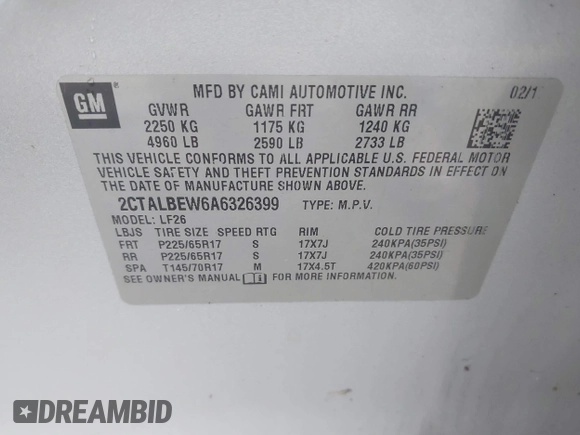 GM
MFD BY CAMI AUTOMOTIVE INC. 02/1
GVWR GAWR FRT GAWR RR
2250 KG 1175 KG 1240 KG
4960 LB 2590 LB 2733 LB
THIS VEHICLE CONFORMS TO ALL APPLICABLE U.S. FEDERAL MOTOR
VEHICLE SAFETY AND THEFT PREVENTION STANDARDS IN EFFECT ON
THE DATE OF MANUFACTURE SHOWN ABOVE.
2CTALBEW6A6326399 TYPE: M.P.V.
MODEL: LF26
LBJS TIRE SIZE SPEED RTG RIM COLD TIRE PRESSURE
FRT P225/65R17 S 17X7J 240KPA(35PSI)
RR P225/65R17 S 17X7J 240KPA(35PSI)
SPA T145/70R17 M 17X4.5T 420KPA(60PSI)
SEE OWNER'S MANUAL FOR MORE INFORMATION.
DREAMBID